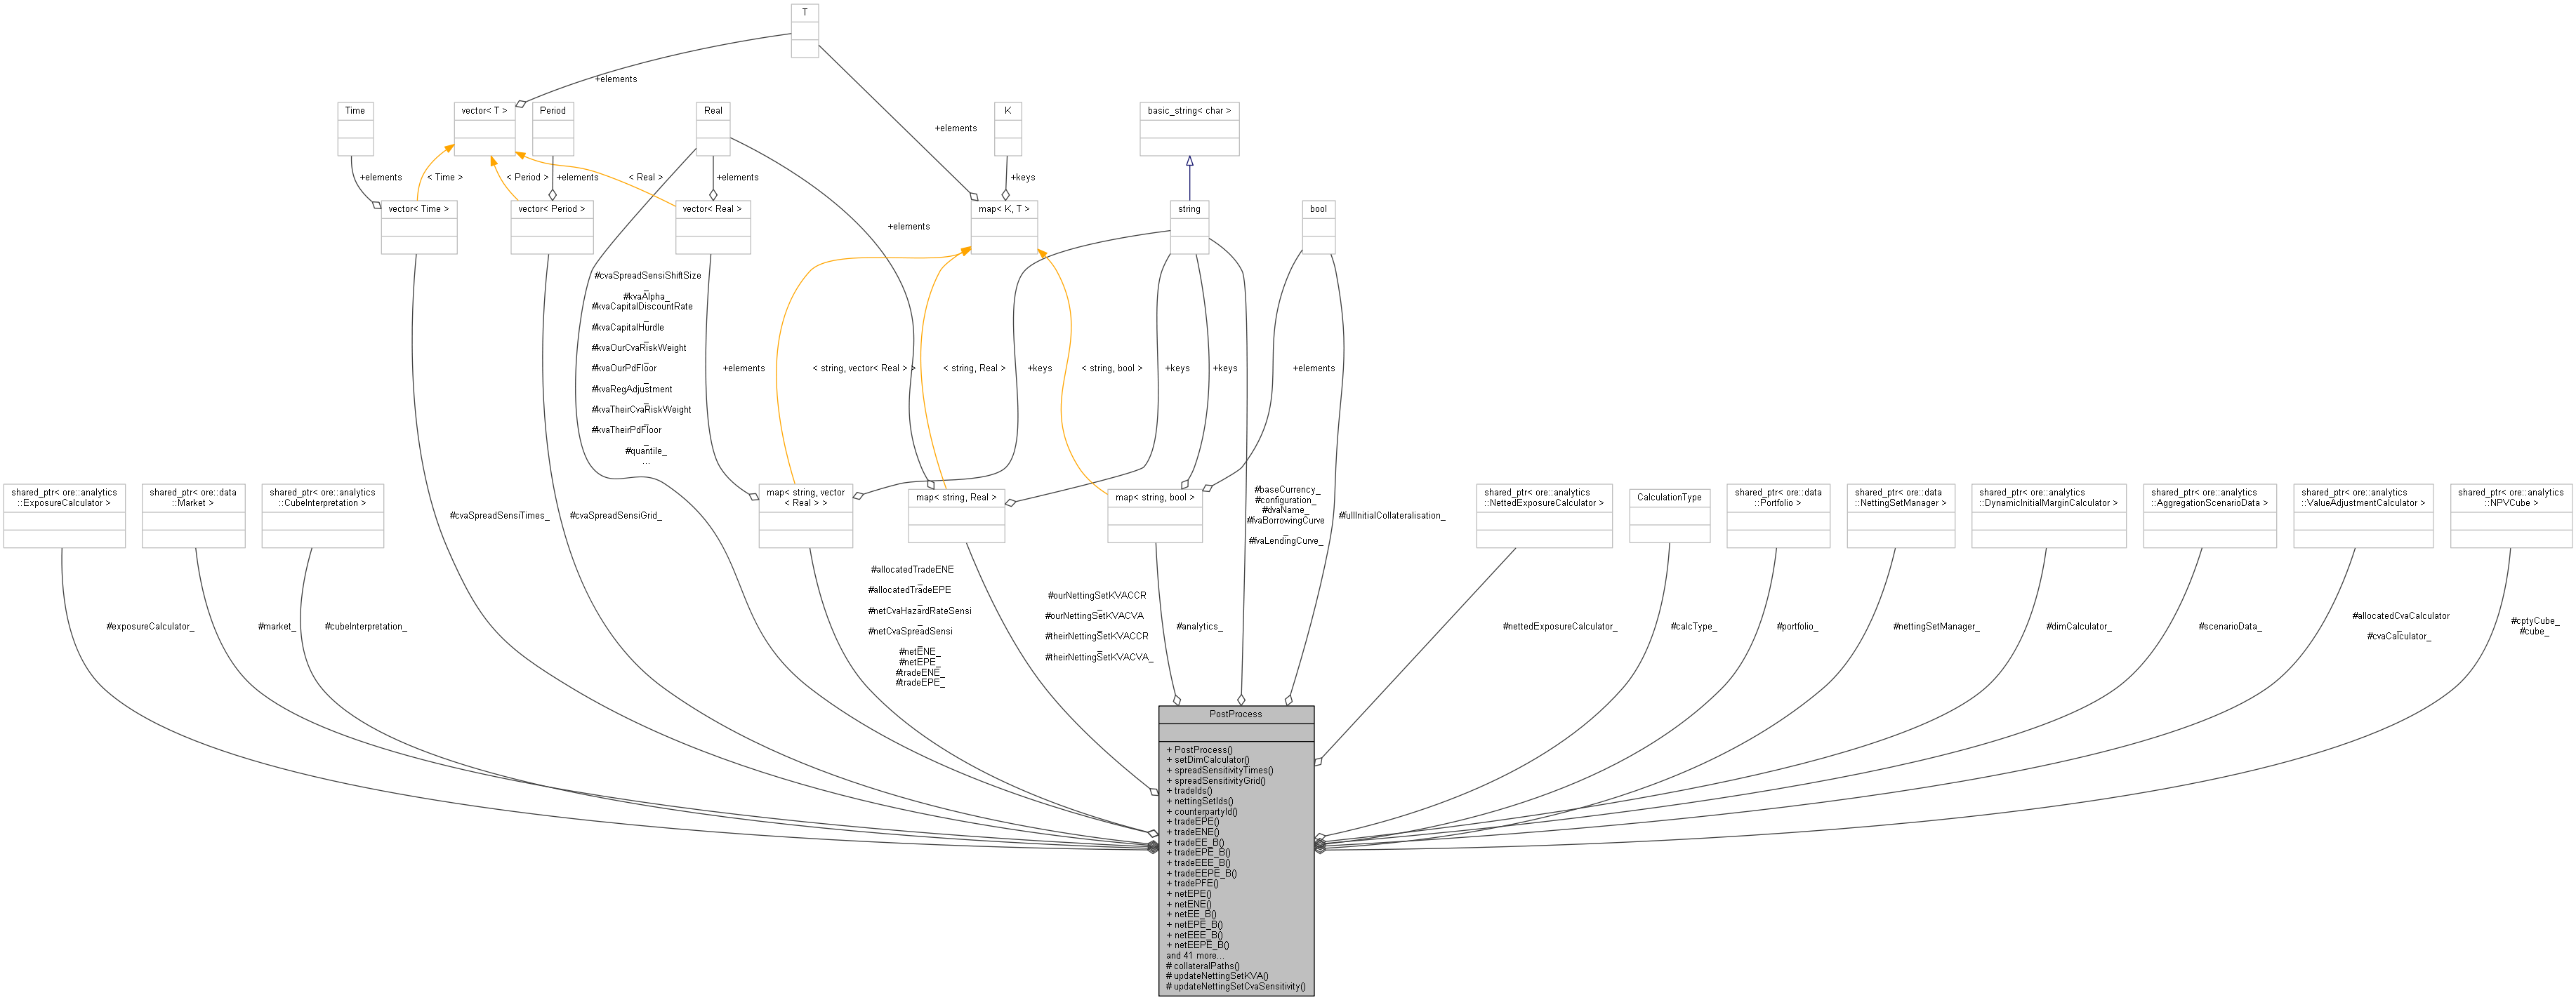 T
+elements
Time
vector< T >
Period
Real
K
basic_string< char >
+elements
+elements
< Time >
< Period >
+elements
< Real >
+elements
+keys
vector< Time >
vector< Period >
vector< Real >
map< K, T >
string
bool
+elements
#cvaSpreadSensiShiftSize
_
#kvaAlpha_
#kvaCapitalDiscountRate
_
#kvaCapitalHurdle
_
#kvaOurCvaRiskWeight
_
#kvaOurPdFloor
_
#kvaRegAdjustment
_
#kvaTheirCvaRiskWeight
_
#kvaTheirPdFloor
_
#quantile_
...
+elements
< string, vector< Real > >
< string, Real >
+keys
< string, bool >
+keys
+keys
+elements
shared_ptr< ore::analytics
::ExposureCalculator >
shared_ptr< ore::data
::Market >
shared_ptr< ore::analytics
::CubeInterpretation >
#cvaSpreadSensiTimes_
#cvaSpreadSensiGrid_
map< string, vector
< Real > >
map< string, Real >
map< string, bool >
#baseCurrency_
#configuration_
#dvaName_
#fvaBorrowingCurve
_
#fvaLendingCurve_
#fullInitialCollateralisation_
shared_ptr< ore::analytics
::NettedExposureCalculator >
CalculationType
shared_ptr< ore::data
::Portfolio >
shared_ptr< ore::data
::NettingSetManager >
shared_ptr< ore::analytics
::DynamicInitialMarginCalculator >
shared_ptr< ore::analytics
::AggregationScenarioData >
shared_ptr< ore::analytics
::ValueAdjustmentCalculator >
shared_ptr< ore::analytics
::NPVCube >
#exposureCalculator_
#market_
#cubeInterpretation_
#allocatedTradeENE
_
#allocatedTradeEPE
_
#netCvaHazardRateSensi
_
#netCvaSpreadSensi
_
#netENE_
#netEPE_
#tradeENE_
#tradeEPE_
#ourNettingSetKVACCR
_
#ourNettingSetKVACVA
_
#theirNettingSetKVACCR
_
#theirNettingSetKVACVA_
#analytics_
#nettedExposureCalculator_
#calcType_
#portfolio_
#nettingSetManager_
#dimCalculator_
#scenarioData_
#allocatedCvaCalculator
_
#cvaCalculator_
#cptyCube_
#cube_
PostProcess
+ PostProcess()
+ setDimCalculator()
+ spreadSensitivityTimes()
+ spreadSensitivityGrid()
+ tradeIds()
+ nettingSetIds()
+ counterpartyId()
+ tradeEPE()
+ tradeENE()
+ tradeEE_B()
+ tradeEPE_B()
+ tradeEEE_B()
+ tradeEEPE_B()
+ tradePFE()
+ netEPE()
+ netENE()
+ netEE_B()
+ netEPE_B()
+ netEEE_B()
+ netEEPE_B()
and 41 more...
# collateralPaths()
# updateNettingSetKVA()
# updateNettingSetCvaSensitivity()